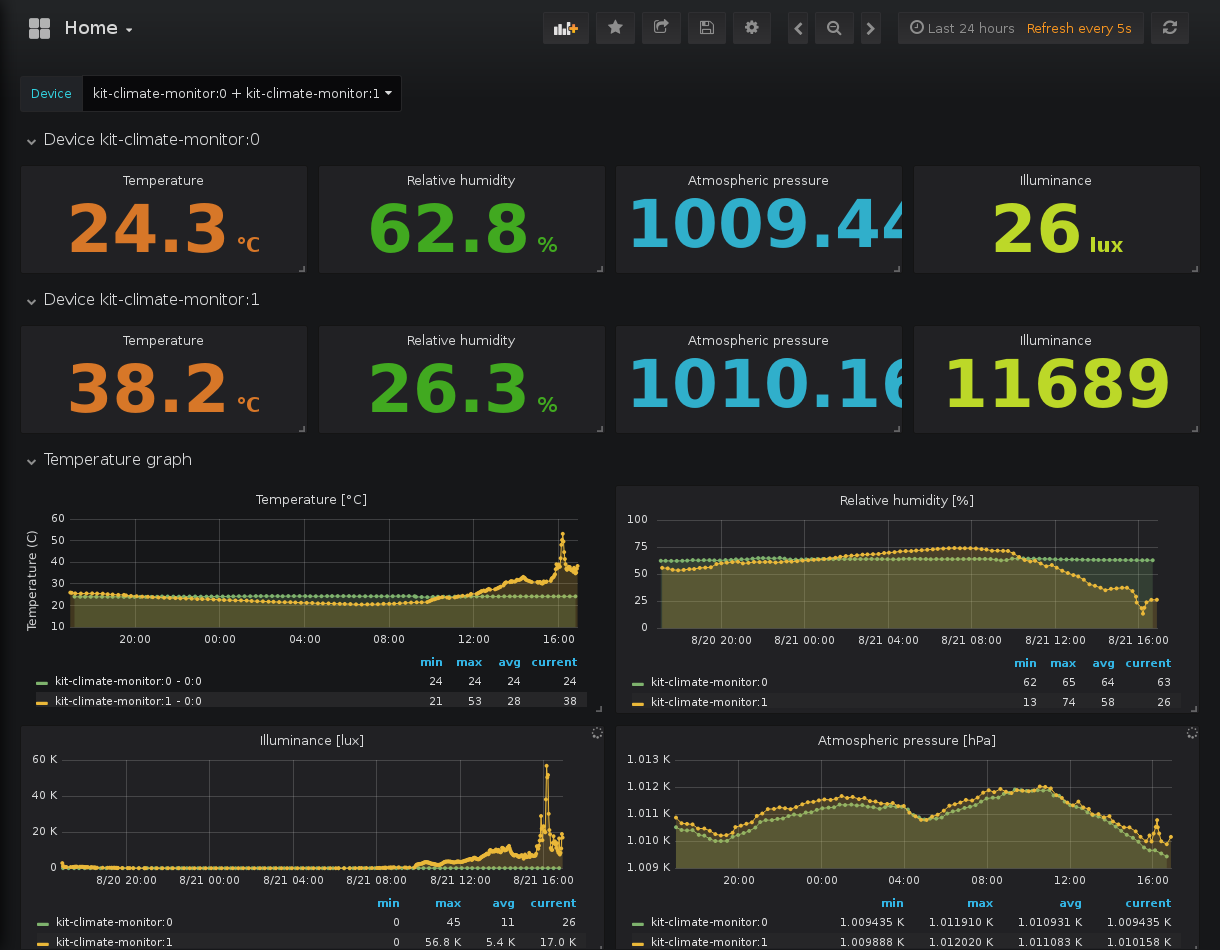 Home
Last 24 hours Refresh every 5s
Device kit-climate-monitor:0 + kit-climate-monitor:1
Device kit-climate-monitor:0
Temperature Relative humidity Atmospheric pressure Illuminance
24.3 °C 62.8 % 1009.44 26 lux
Device kit-climate-monitor:1
Temperature Relative humidity Atmospheric pressure Illuminance
38.2 °C 26.3 % 1010.16 11689
Temperature graph
Temperature [°C]
Temperature (C)
60
50
40
30
20
10
20:00 00:00 04:00 08:00 12:00 16:00
min max avg current
kit-climate-monitor:0 - 0:0 24 24 24 24
kit-climate-monitor:1 - 0:0 21 53 28 38
Relative humidity [%]
100
75
50
25
0
8/20 20:00 8/21 00:00 8/21 04:00 8/21 08:00 8/21 12:00 8/21 16:00
min max avg current
kit-climate-monitor:0 62 65 64 63
kit-climate-monitor:1 13 74 58 26
Illuminance [lux]
60 K
40 K
20 K
0
8/20 20:00 8/21 00:00 8/21 04:00 8/21 08:00 8/21 12:00 8/21 16:00
min max avg current
kit-climate-monitor:0 0 45 11 26
kit-climate-monitor:1 0 56.8 K 5.4 K 17.0 K
Atmospheric pressure [hPa]
1.013 K
1.012 K
1.011 K
1.010 K
1.009 K
20:00 00:00 04:00 08:00 12:00 16:00
min max avg current
kit-climate-monitor:0 1.009435 K 1.011910 K 1.010931 K 1.009435 K
kit-climate-monitor:1 1.009888 K 1.012020 K 1.011083 K 1.010158 K